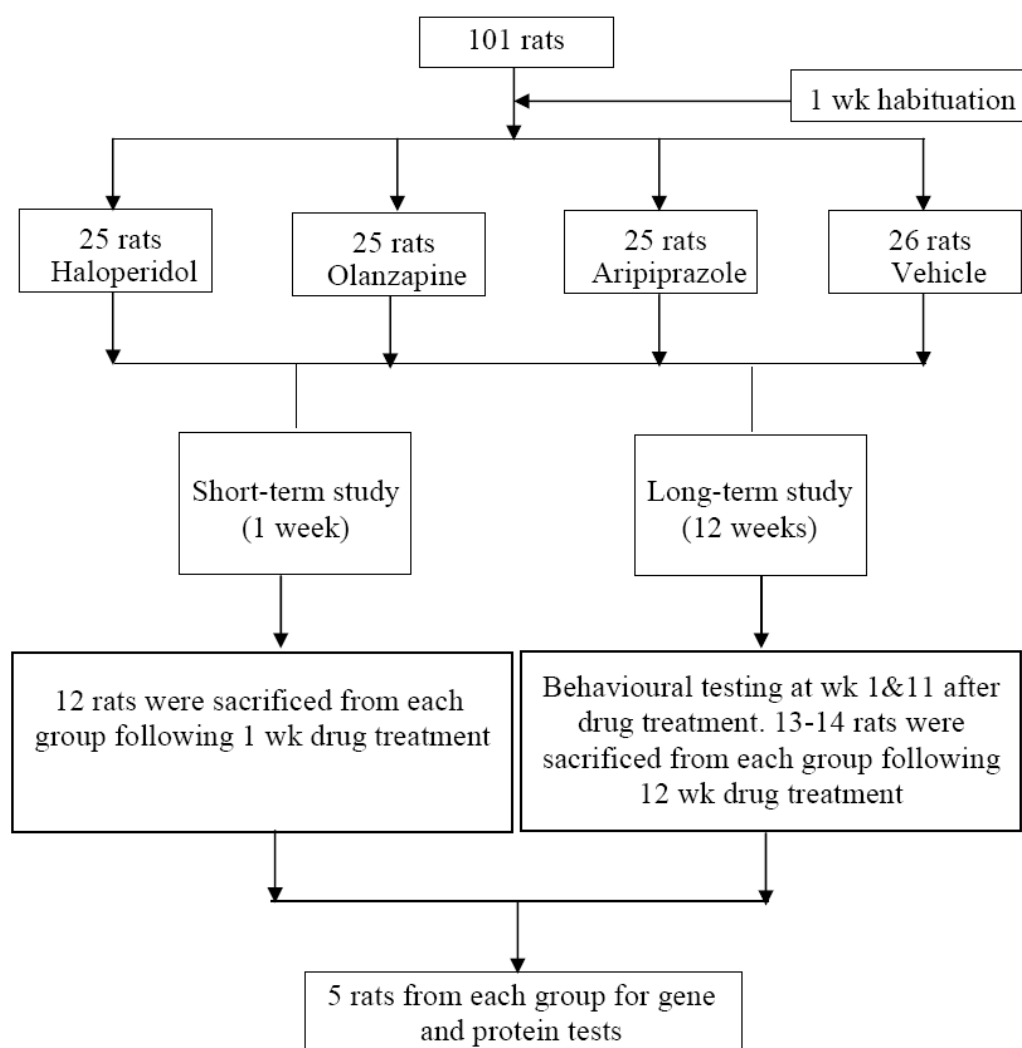 101 rats
1 wk habituation
25 rats
Haloperidol
25 rats
Olanzapine
25 rats
Aripiprazole
26 rats
Vehicle
Short-term study
(1 week)
Long-term study
(12 weeks)
12 rats were sacrificed from each
group following 1 wk drug treatment
Behavioural testing at wk 1&11 after
drug treatment. 13-14 rats were
sacrificed from each group following
12 wk drug treatment
5 rats from each group for gene
and protein tests